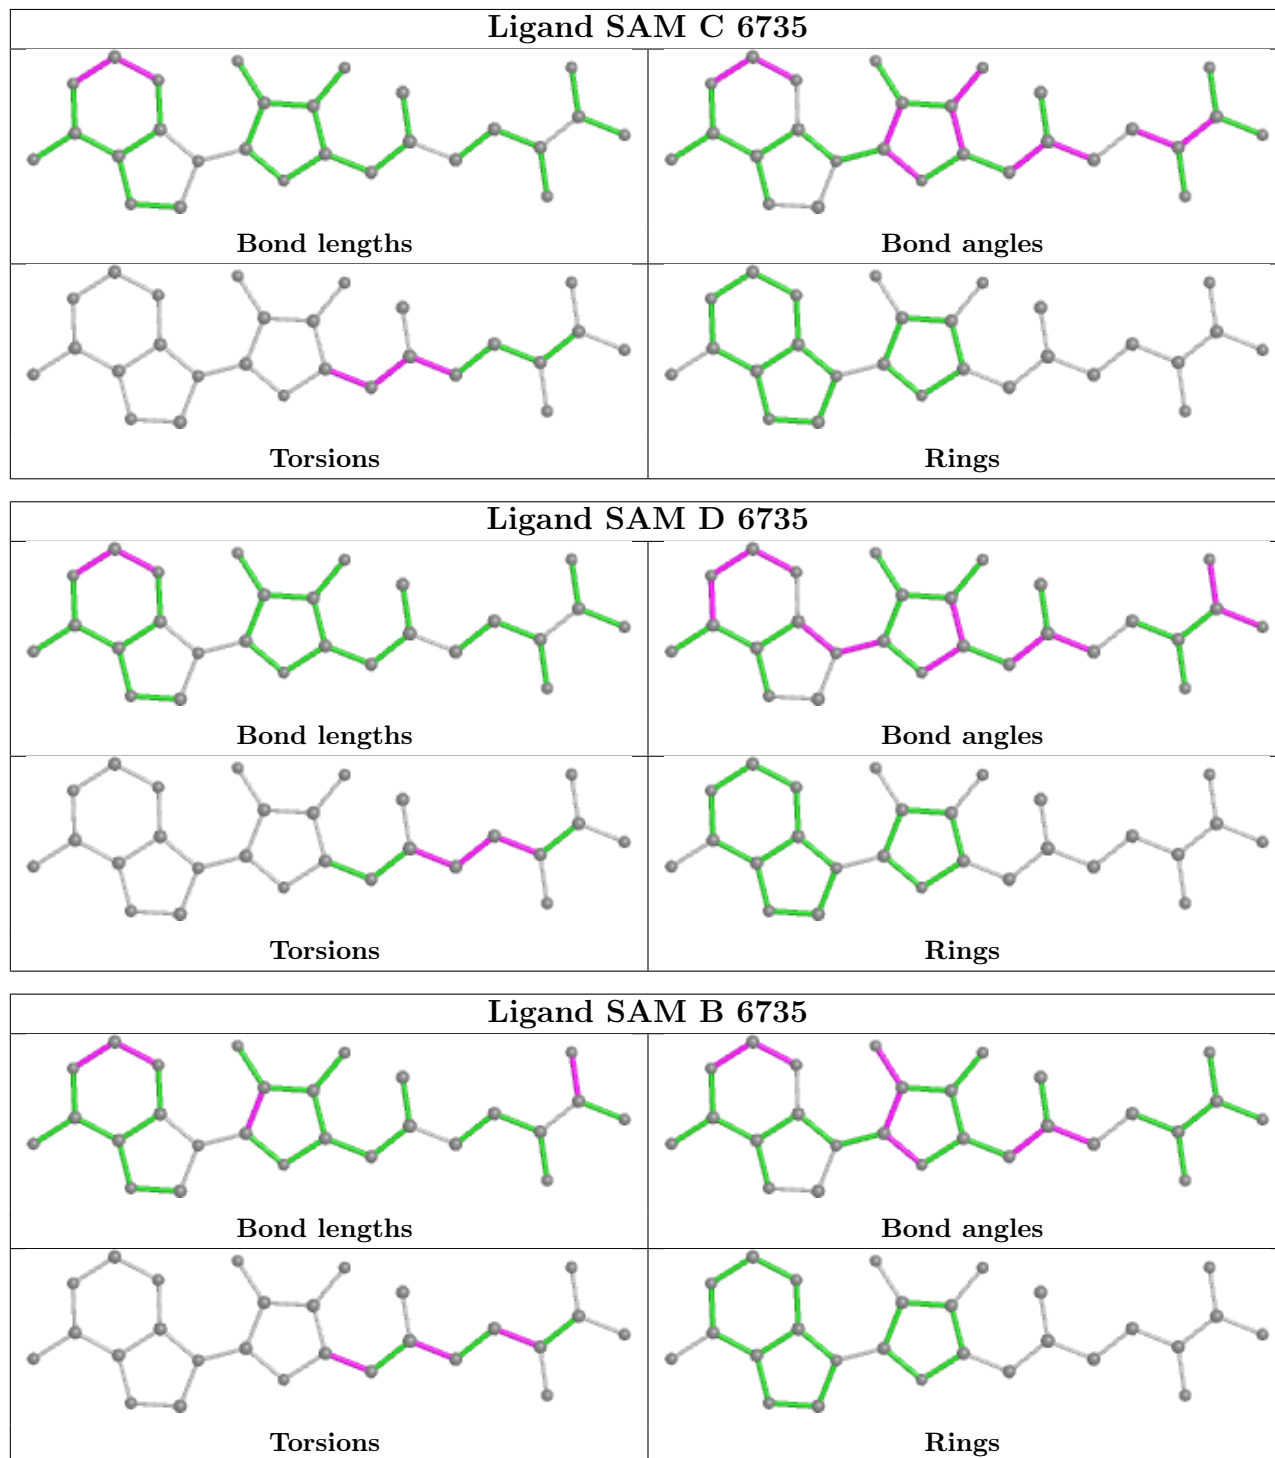 Ligand SAM C 6735
Bond lengths
Bond angles
Torsions
Rings
Ligand SAM D 6735
Bond lengths
Bond angles
Torsions
Rings
Ligand SAM B 6735
Bond lengths
Bond angles
Torsions
Rings